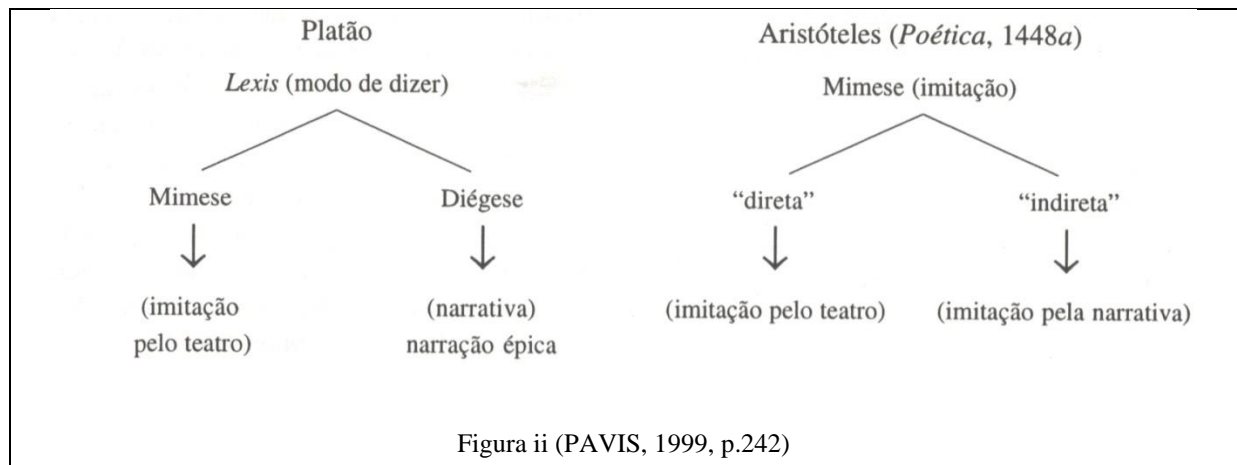 Platão
Lexis (modo de dizer)
Mimese
Diégese
(imitação
pelo teatro)
(narrativa)
narração épica
Aristóteles (Poética, 1448a)
Mimese (imitação)
“direta”
“indireta”
(imitação pelo teatro)
(imitação pela narrativa)
Figura ii (PAVIS, 1999, p.242)